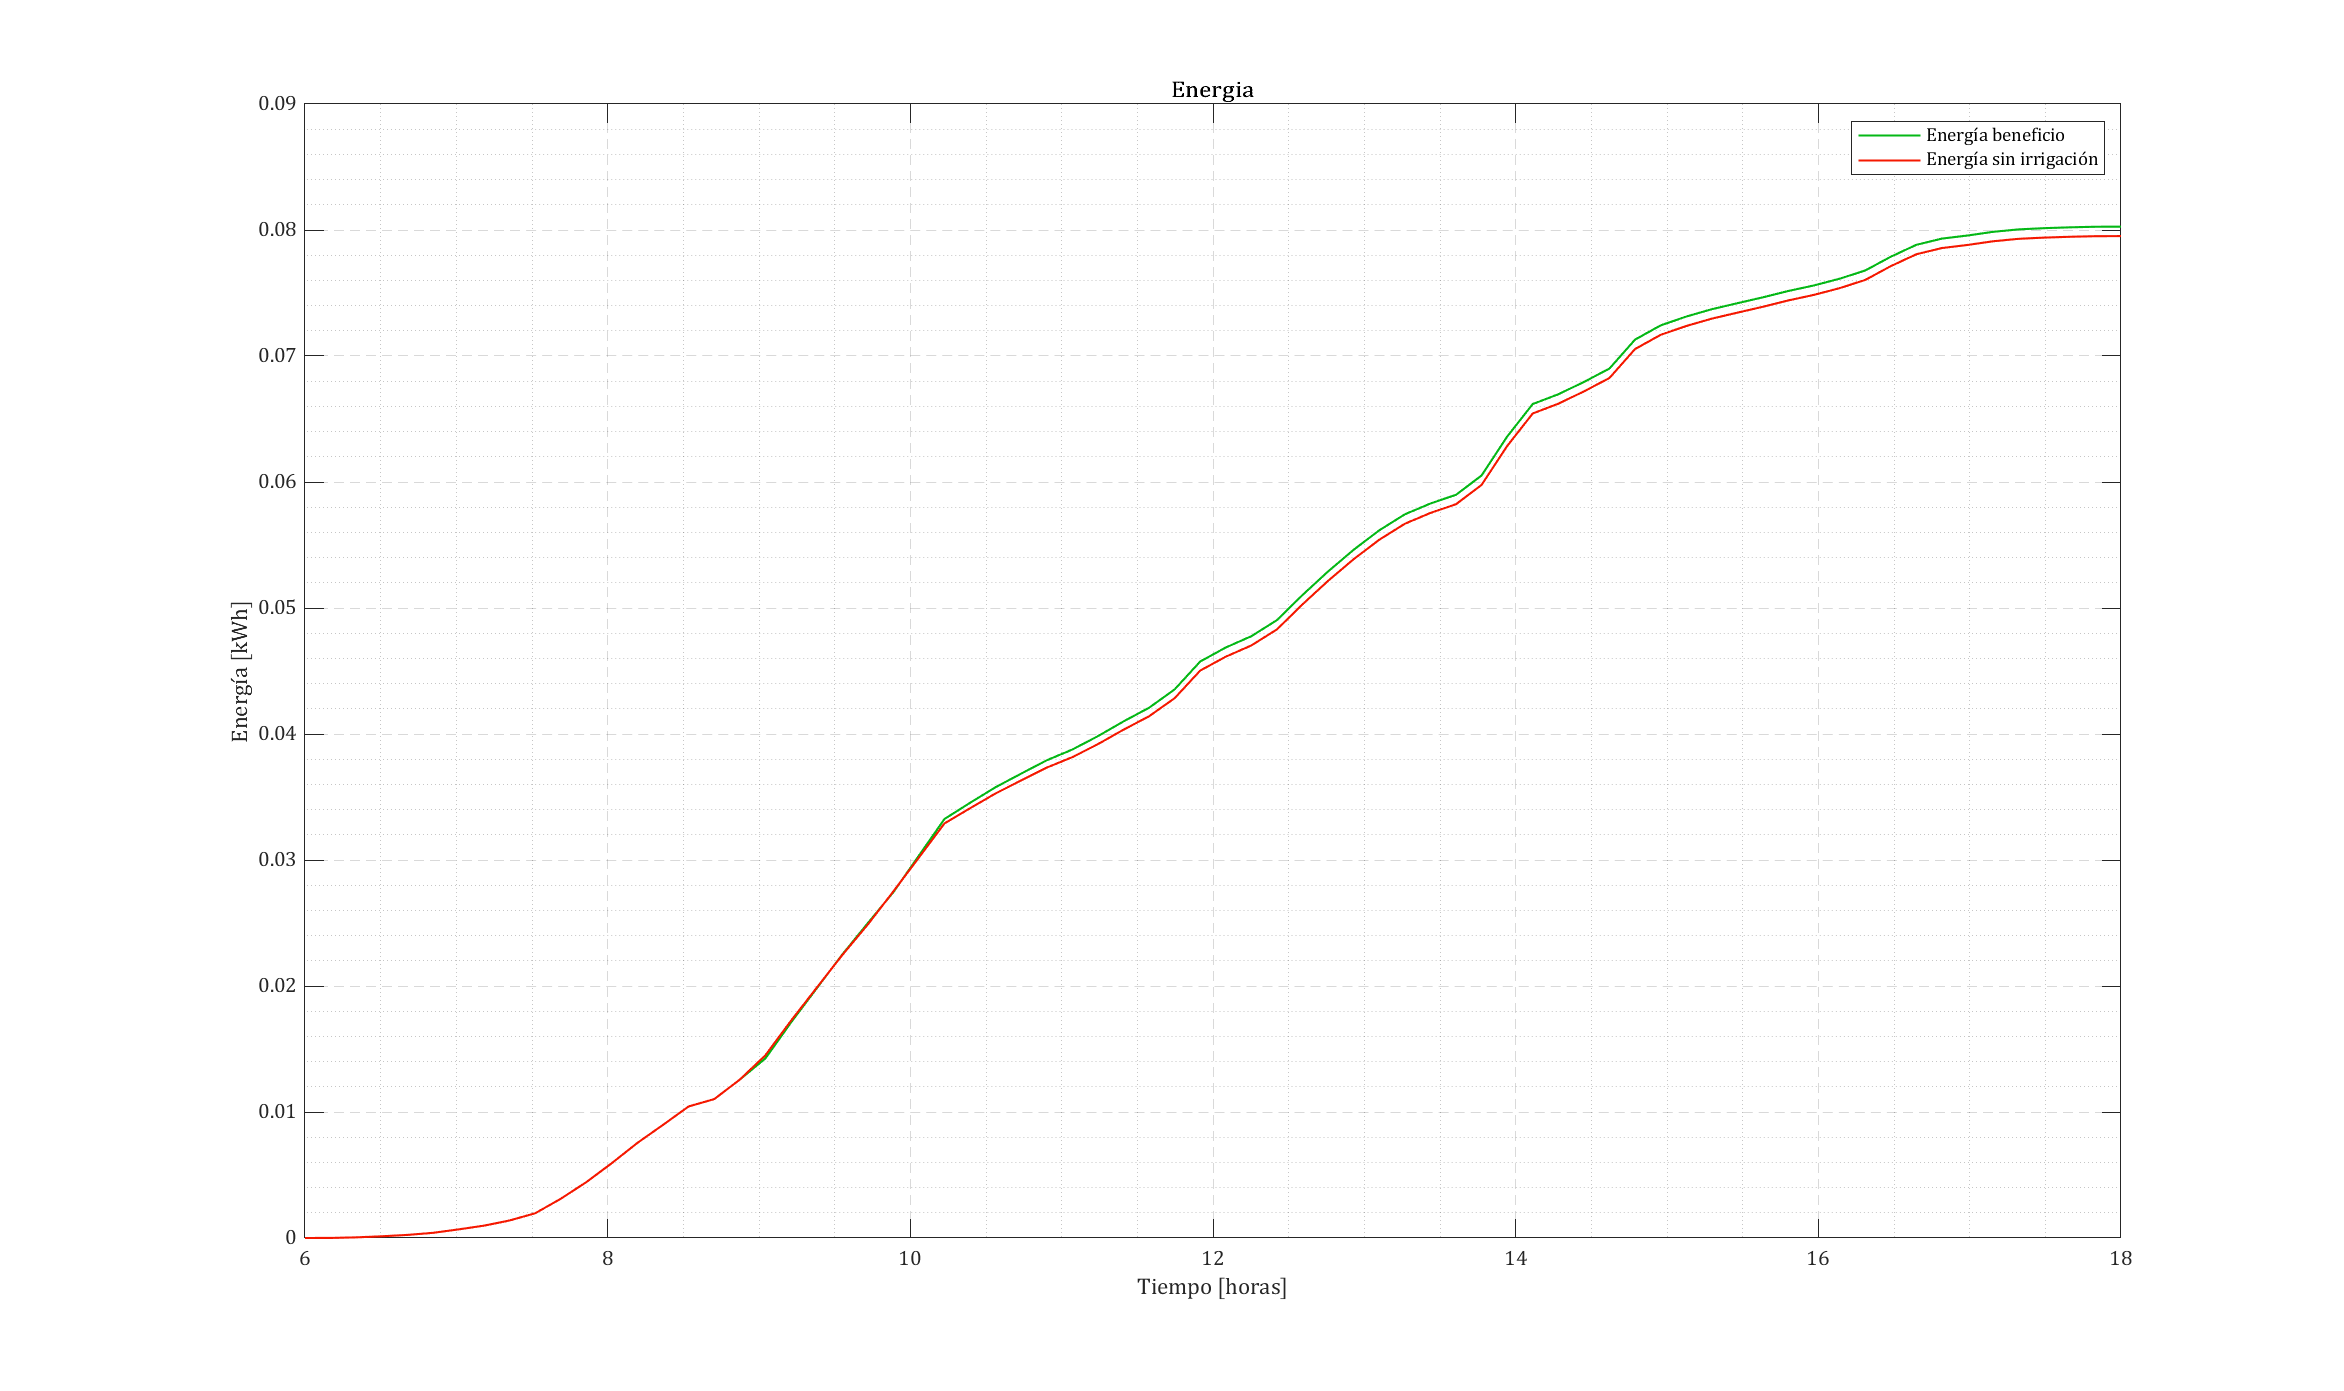 Energia
Energía beneficio
Energía sin irrigación
0.09
0.08
0.07
0.06
0.05
0.04
0.03
0.02
0.01
0
Energía [kWh]
6 8 10 12 14 16 18
Tiempo [horas]